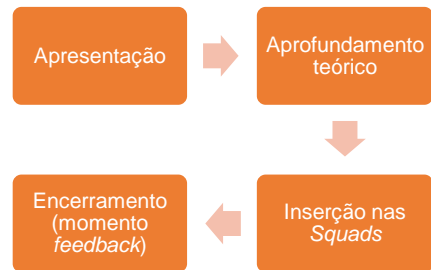 Apresentação
Aprofundamento
teórico
Inserção nas
Squads
Encerramento
(momento
feedback)